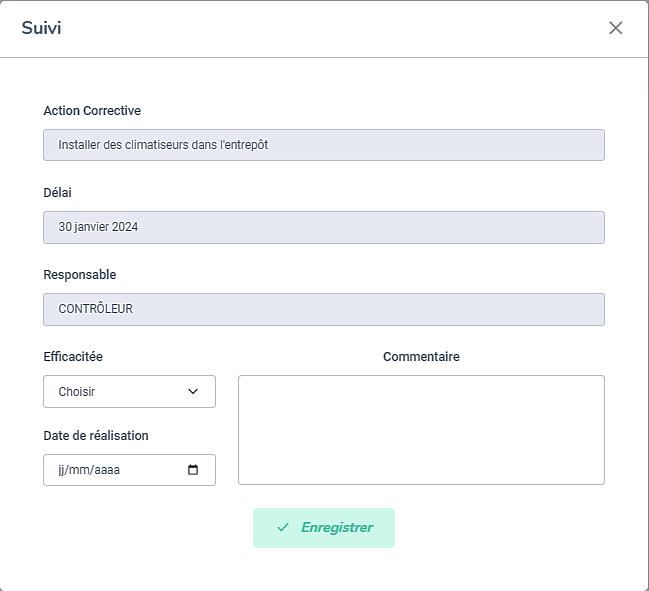 Suivi
Action Corrective
Installer des climatiseurs dans l'entrepôt
Délai
30 janvier 2024
Responsable
CONTRÔLEUR
Efficacitée
Commentaire
Choisir
Date de réalisation
jj/mm/aaaa
Enregistrer